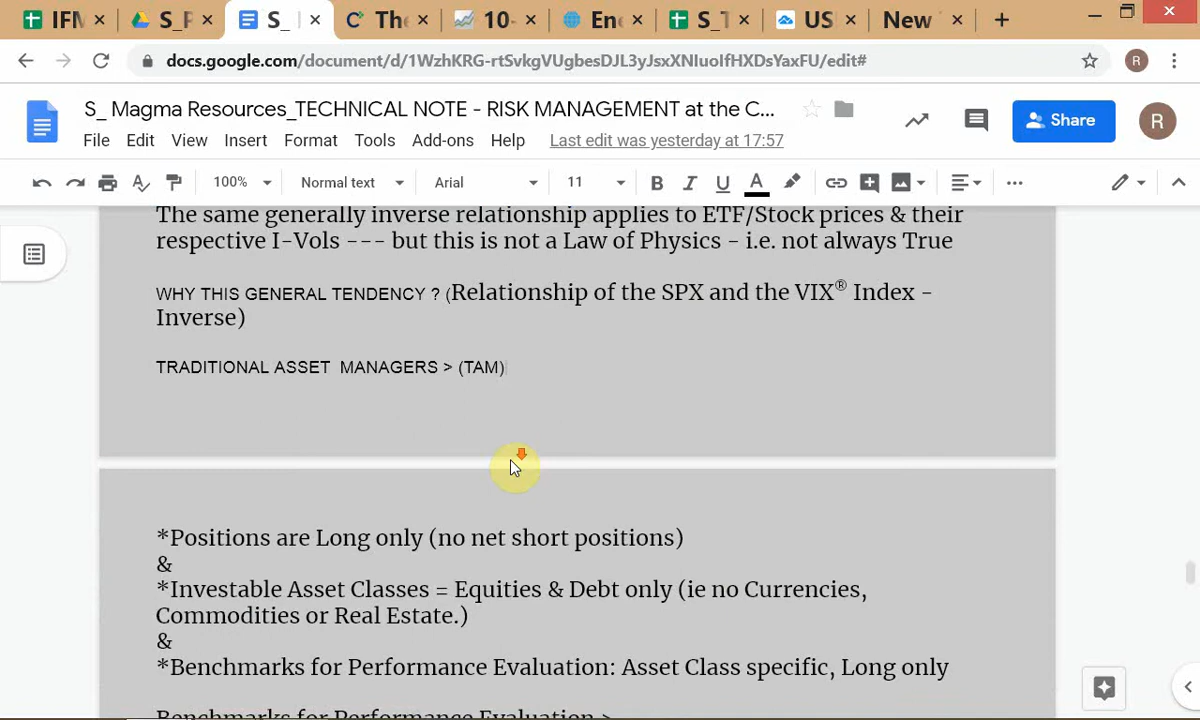 IFM
S_F
S_
The
10-
Ene
S_T
US
New
docs.google.com/document/d/1WzhKRG-rtSvkgVUgbesDJL3yJsxXNIuoIfHXDsYaxFU/edit#
R
S_ Magma Resources_TECHNICAL NOTE - RISK MANAGEMENT at the C...
Share
R
File Edit View Insert Format Tools Add-ons Help Last edit was yesterday at 17:57
100% Normal text Arial 11 B I U A
The same generally inverse relationship applies to ETF/Stock prices & their
respective I-Vols --- but this is not a Law of Physics - i.e. not always True
WHY THIS GENERAL TENDENCY ? (Relationship of the SPX and the VIX® Index -
Inverse)
TRADITIONAL ASSET MANAGERS > (TAM)
*Positions are Long only (no net short positions)
&
*Investable Asset Classes = Equities & Debt only (ie no Currencies,
Commodities or Real Estate.)
&
*Benchmarks for Performance Evaluation: Asset Class specific, Long only
Benchmarks for Performance Evaluation >